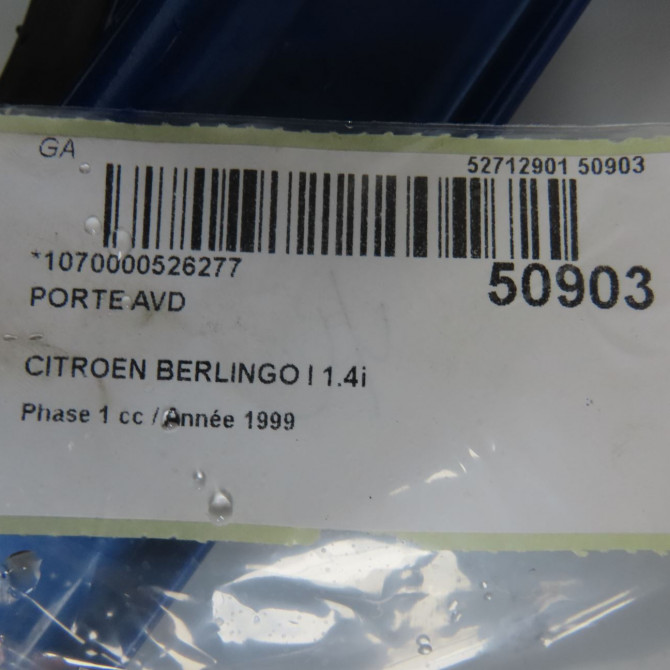 GA
52712901 50903
*1070000526277
50903
PORTE AVD
CITROEN BERLINGO I 1.4i
Phase 1 cc / Année 1999